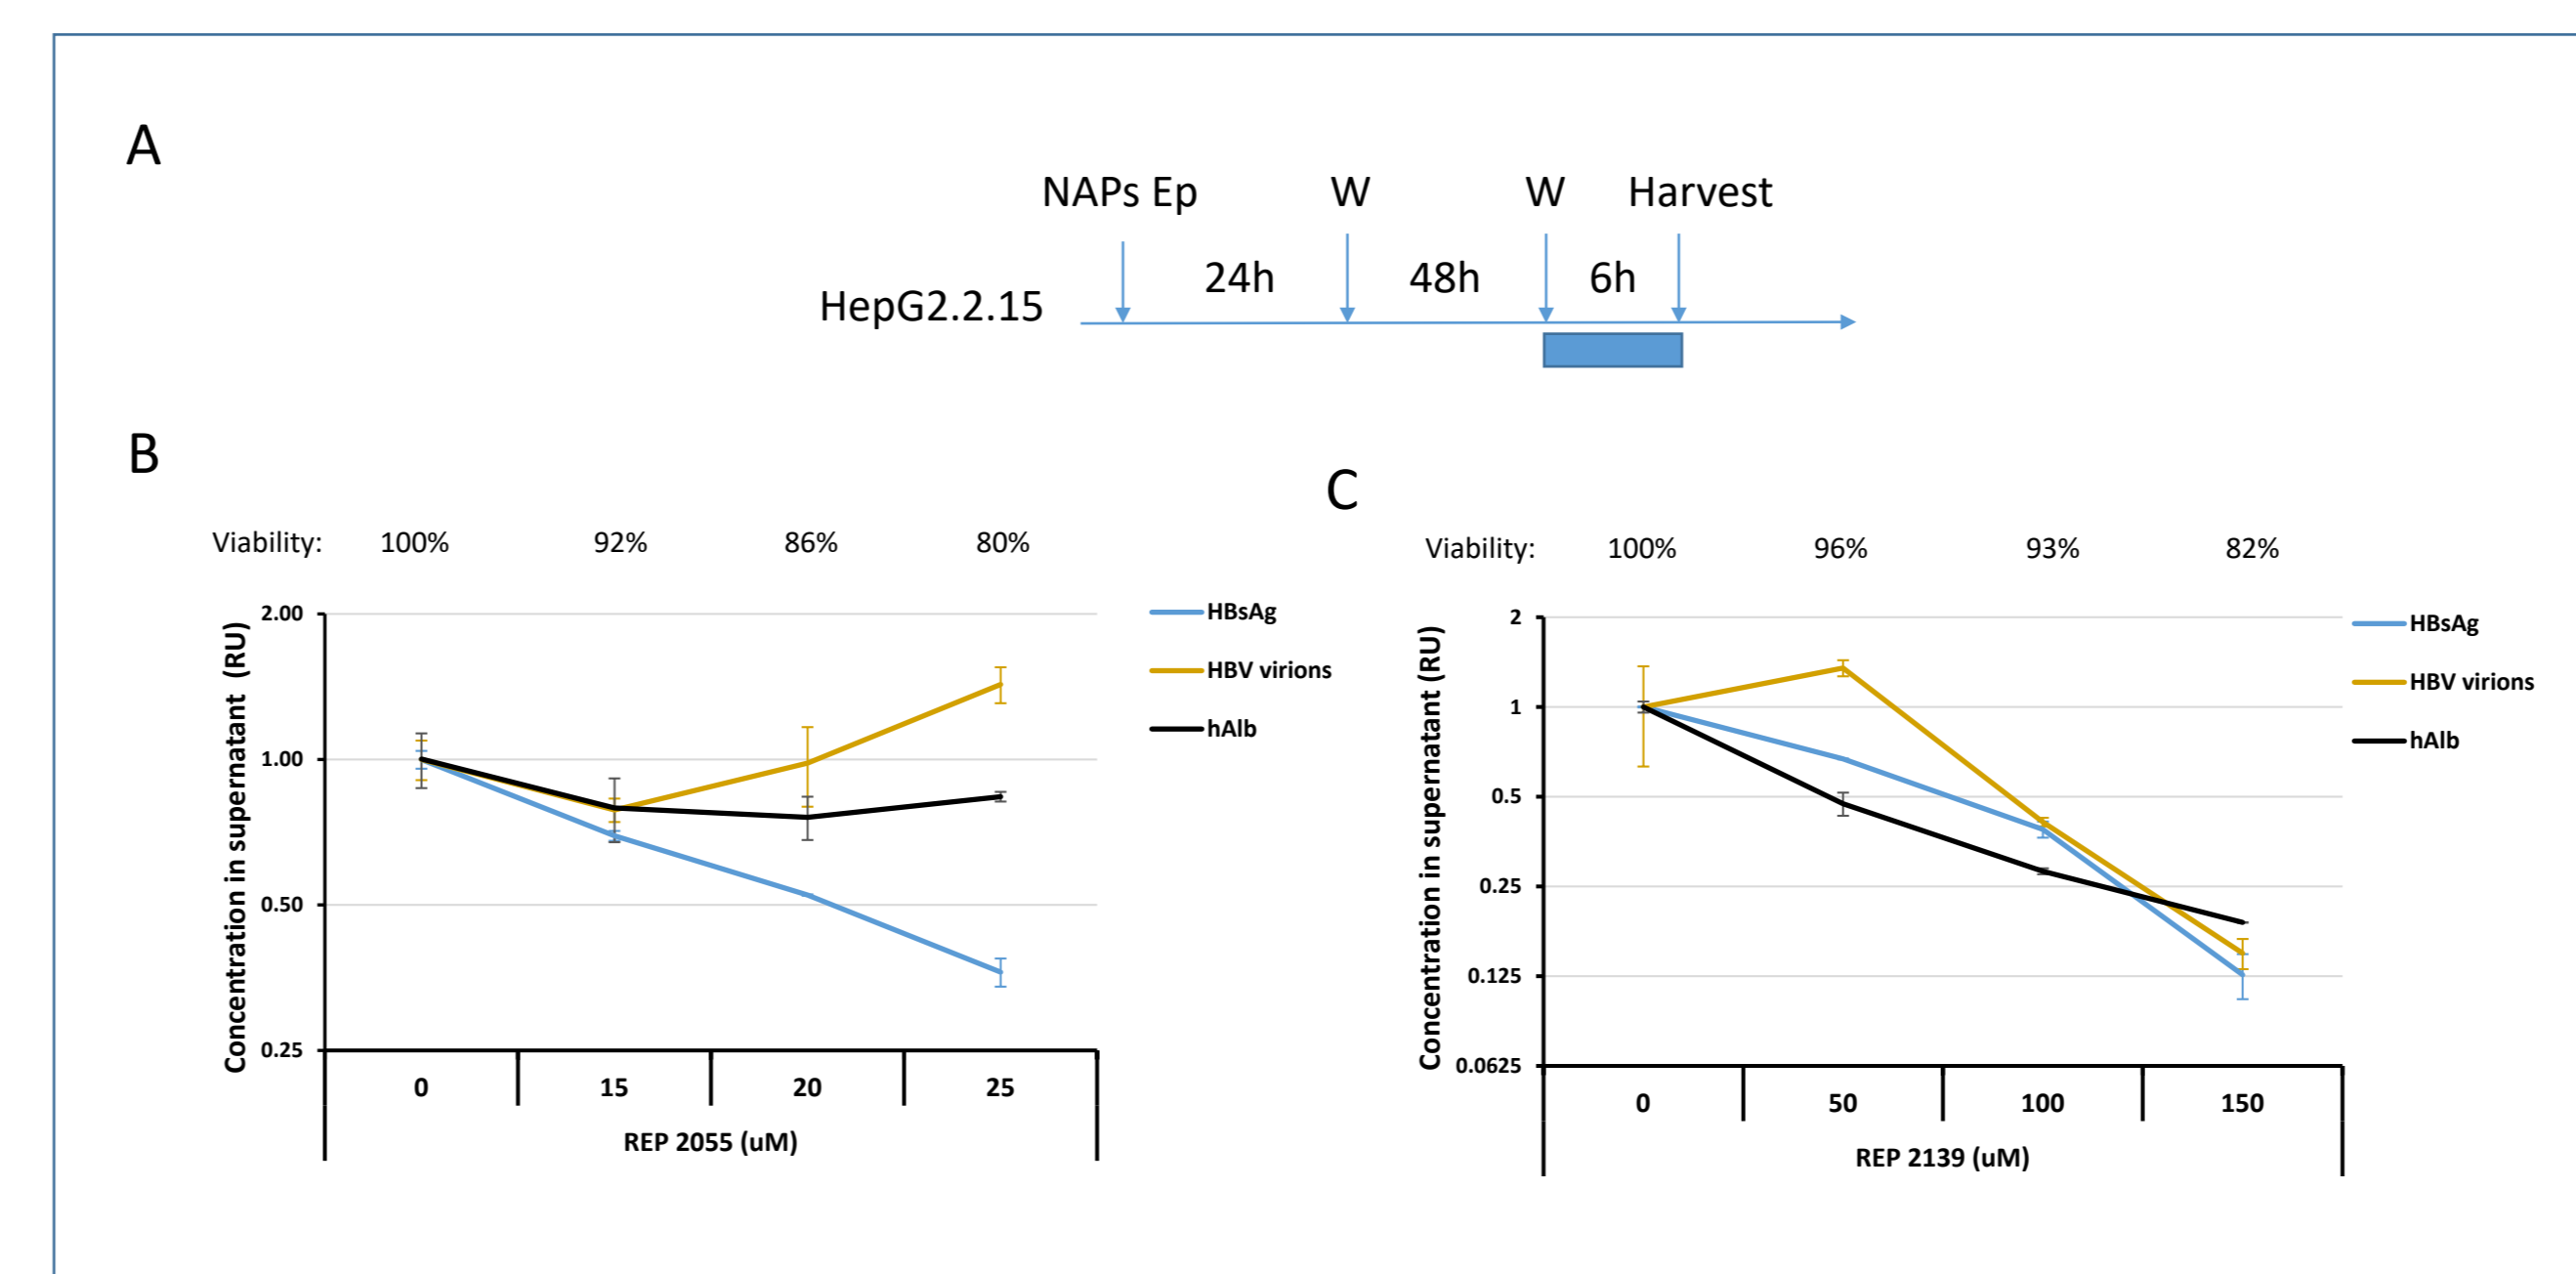 A
NAPs Ep W W Harvest
24h 48h 6h
HepG2.2.15
B
Viability: 100% 92% 86% 80%
Concentration in supernatant (RU)
2.00
1.00
0.50
0.25
HBsAg
HBV virions
hAlb
0 15 20 25
REP 2055 (uM)
C
Viability: 100% 96% 93% 82%
Concentration in supernatant (RU)
2
1
0.5
0.25
0.125
0.0625
HBsAg
HBV virions
hAlb
0 50 100 150
REP 2139 (uM)